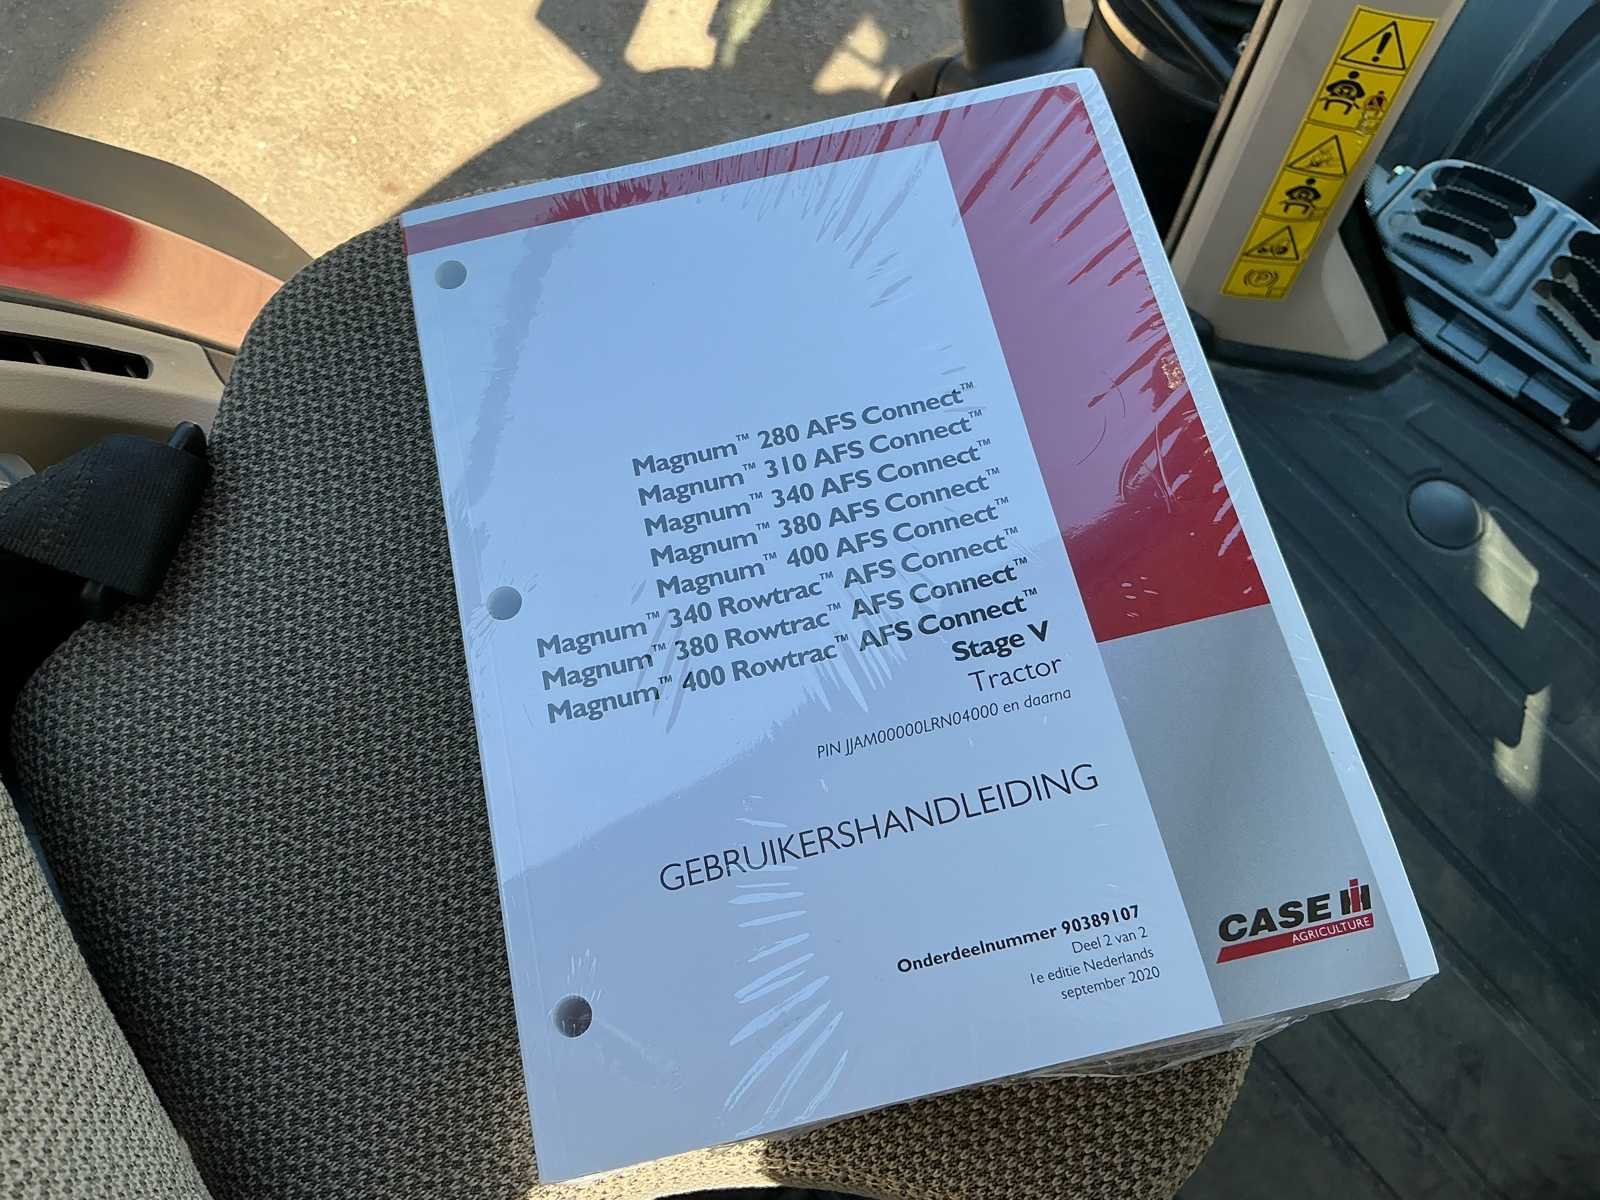 Magnum™ 280 AFS Connect™
Magnum™ 310 AFS Connect™
Magnum™ 340 AFS Connect™
Magnum™ 380 AFS Connect™
Magnum™ 400 AFS Connect™
Magnum™ 340 Rowtrac™ AFS Connect™
Magnum™ 380 Rowtrac™ AFS Connect™
Magnum™ 400 Rowtrac™ AFS Connect™
Stage V
Tractor
PIN JJAM00000LRN04000 en daarna
GEBRUIKERSHANDLEIDING
Onderdeelnummer 90389107
Deel 2 van 2
1e editie Nederlands
september 2020
CASE IH
AGRICULTURE